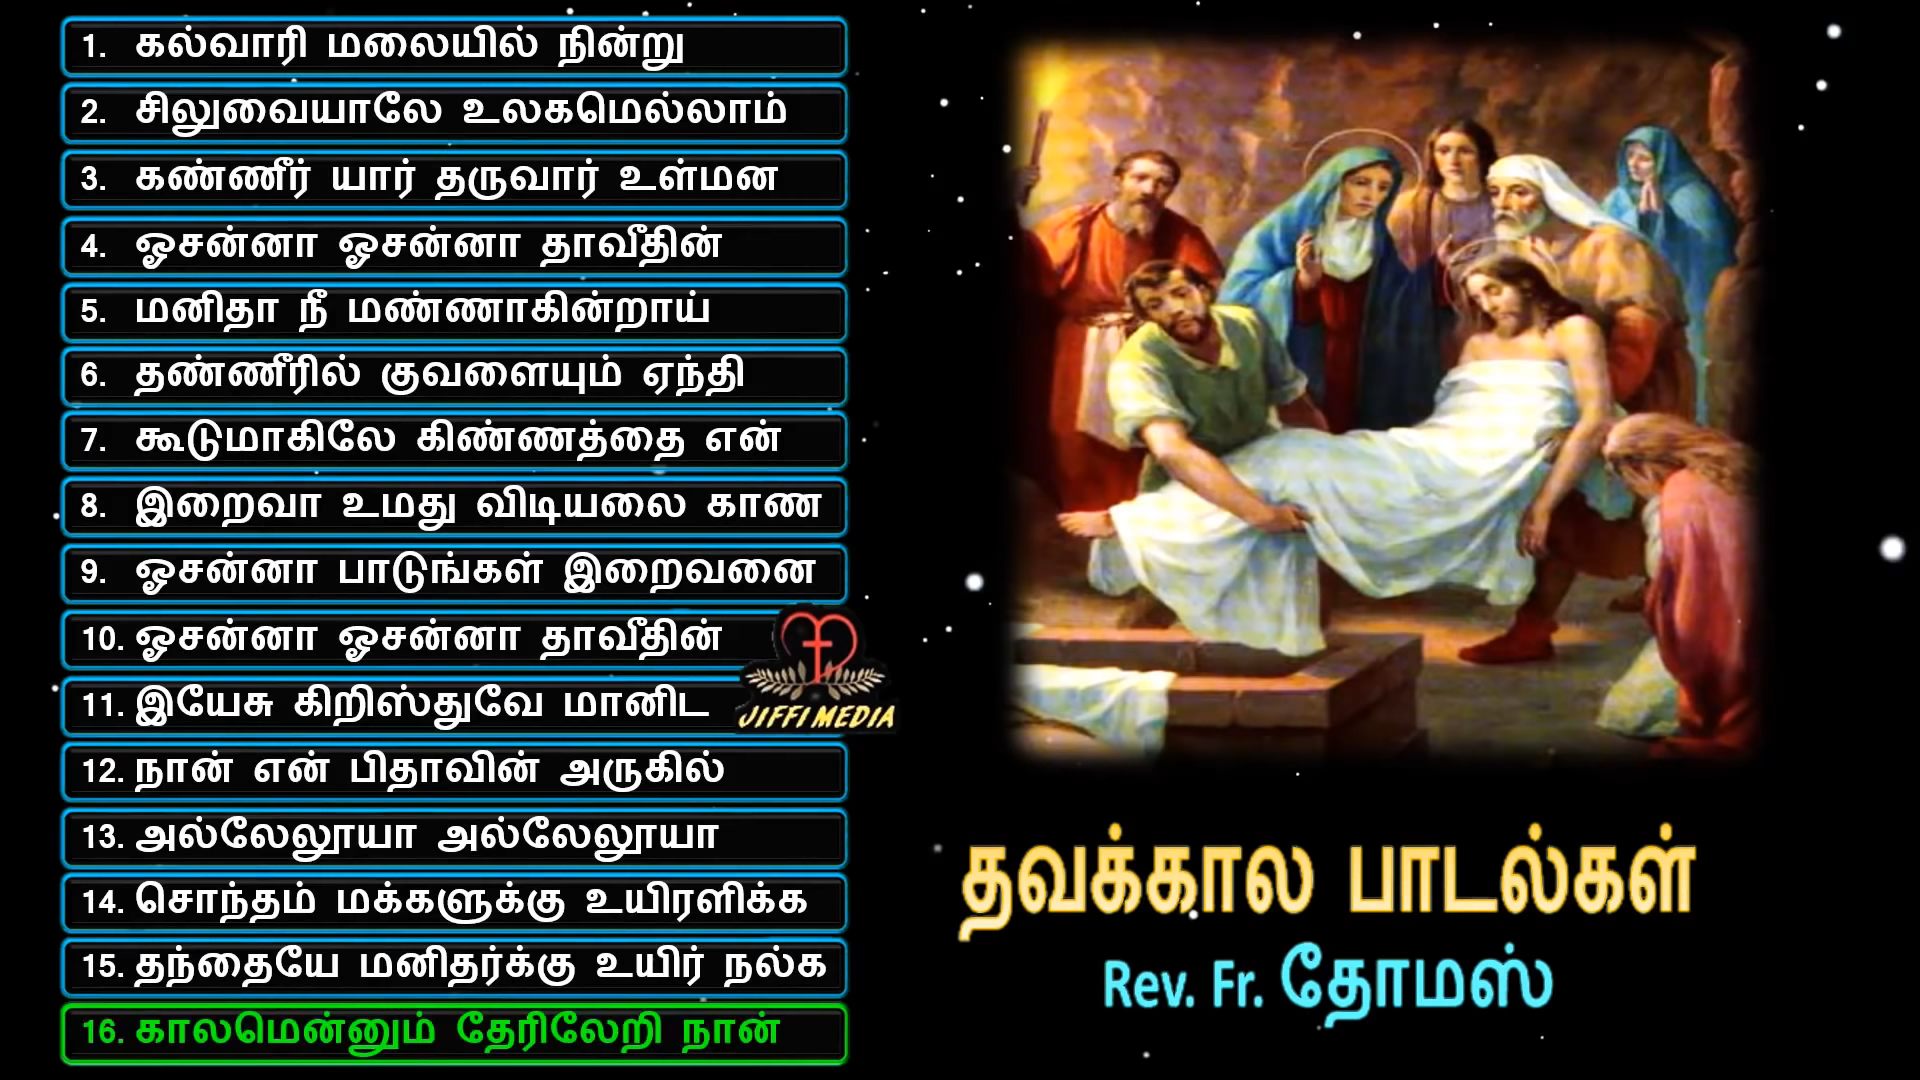 1. கல்வாரி மலையில் நின்று
2. சிலுவையாலே உலகமெல்லாம்
3. கண்ணீர் யார் தருவார் உள்மன
4. ஓசன்னா ஓசன்னா தாவீதின்
5. மனிதா நீ மண்ணாகின்றாய்
6. தண்ணீரில் குவளையும் ஏந்தி
7. கூடுமாகிலே கிண்ணத்தை என்
8. இறைவா உமது விடியலை காண
9. ஓசன்னா பாடுங்கள் இறைவனை
10. ஓசன்னா ஓசன்னா தாவீதின்
11. இயேசு கிறிஸ்துவே மானிட
12. நான் என் பிதாவின் அருகில்
13. அல்லேலூயா அல்லேலூயா
14. சொந்தம் மக்களுக்கு உயிரளிக்க
15. தந்தையே மனிதர்க்கு உயிர் நல்க
16. காலமென்னும் தேரிலேறி நான்
JIFFI MEDIA
தவக்கால பாடல்கள்
Rev. Fr. தோமஸ்